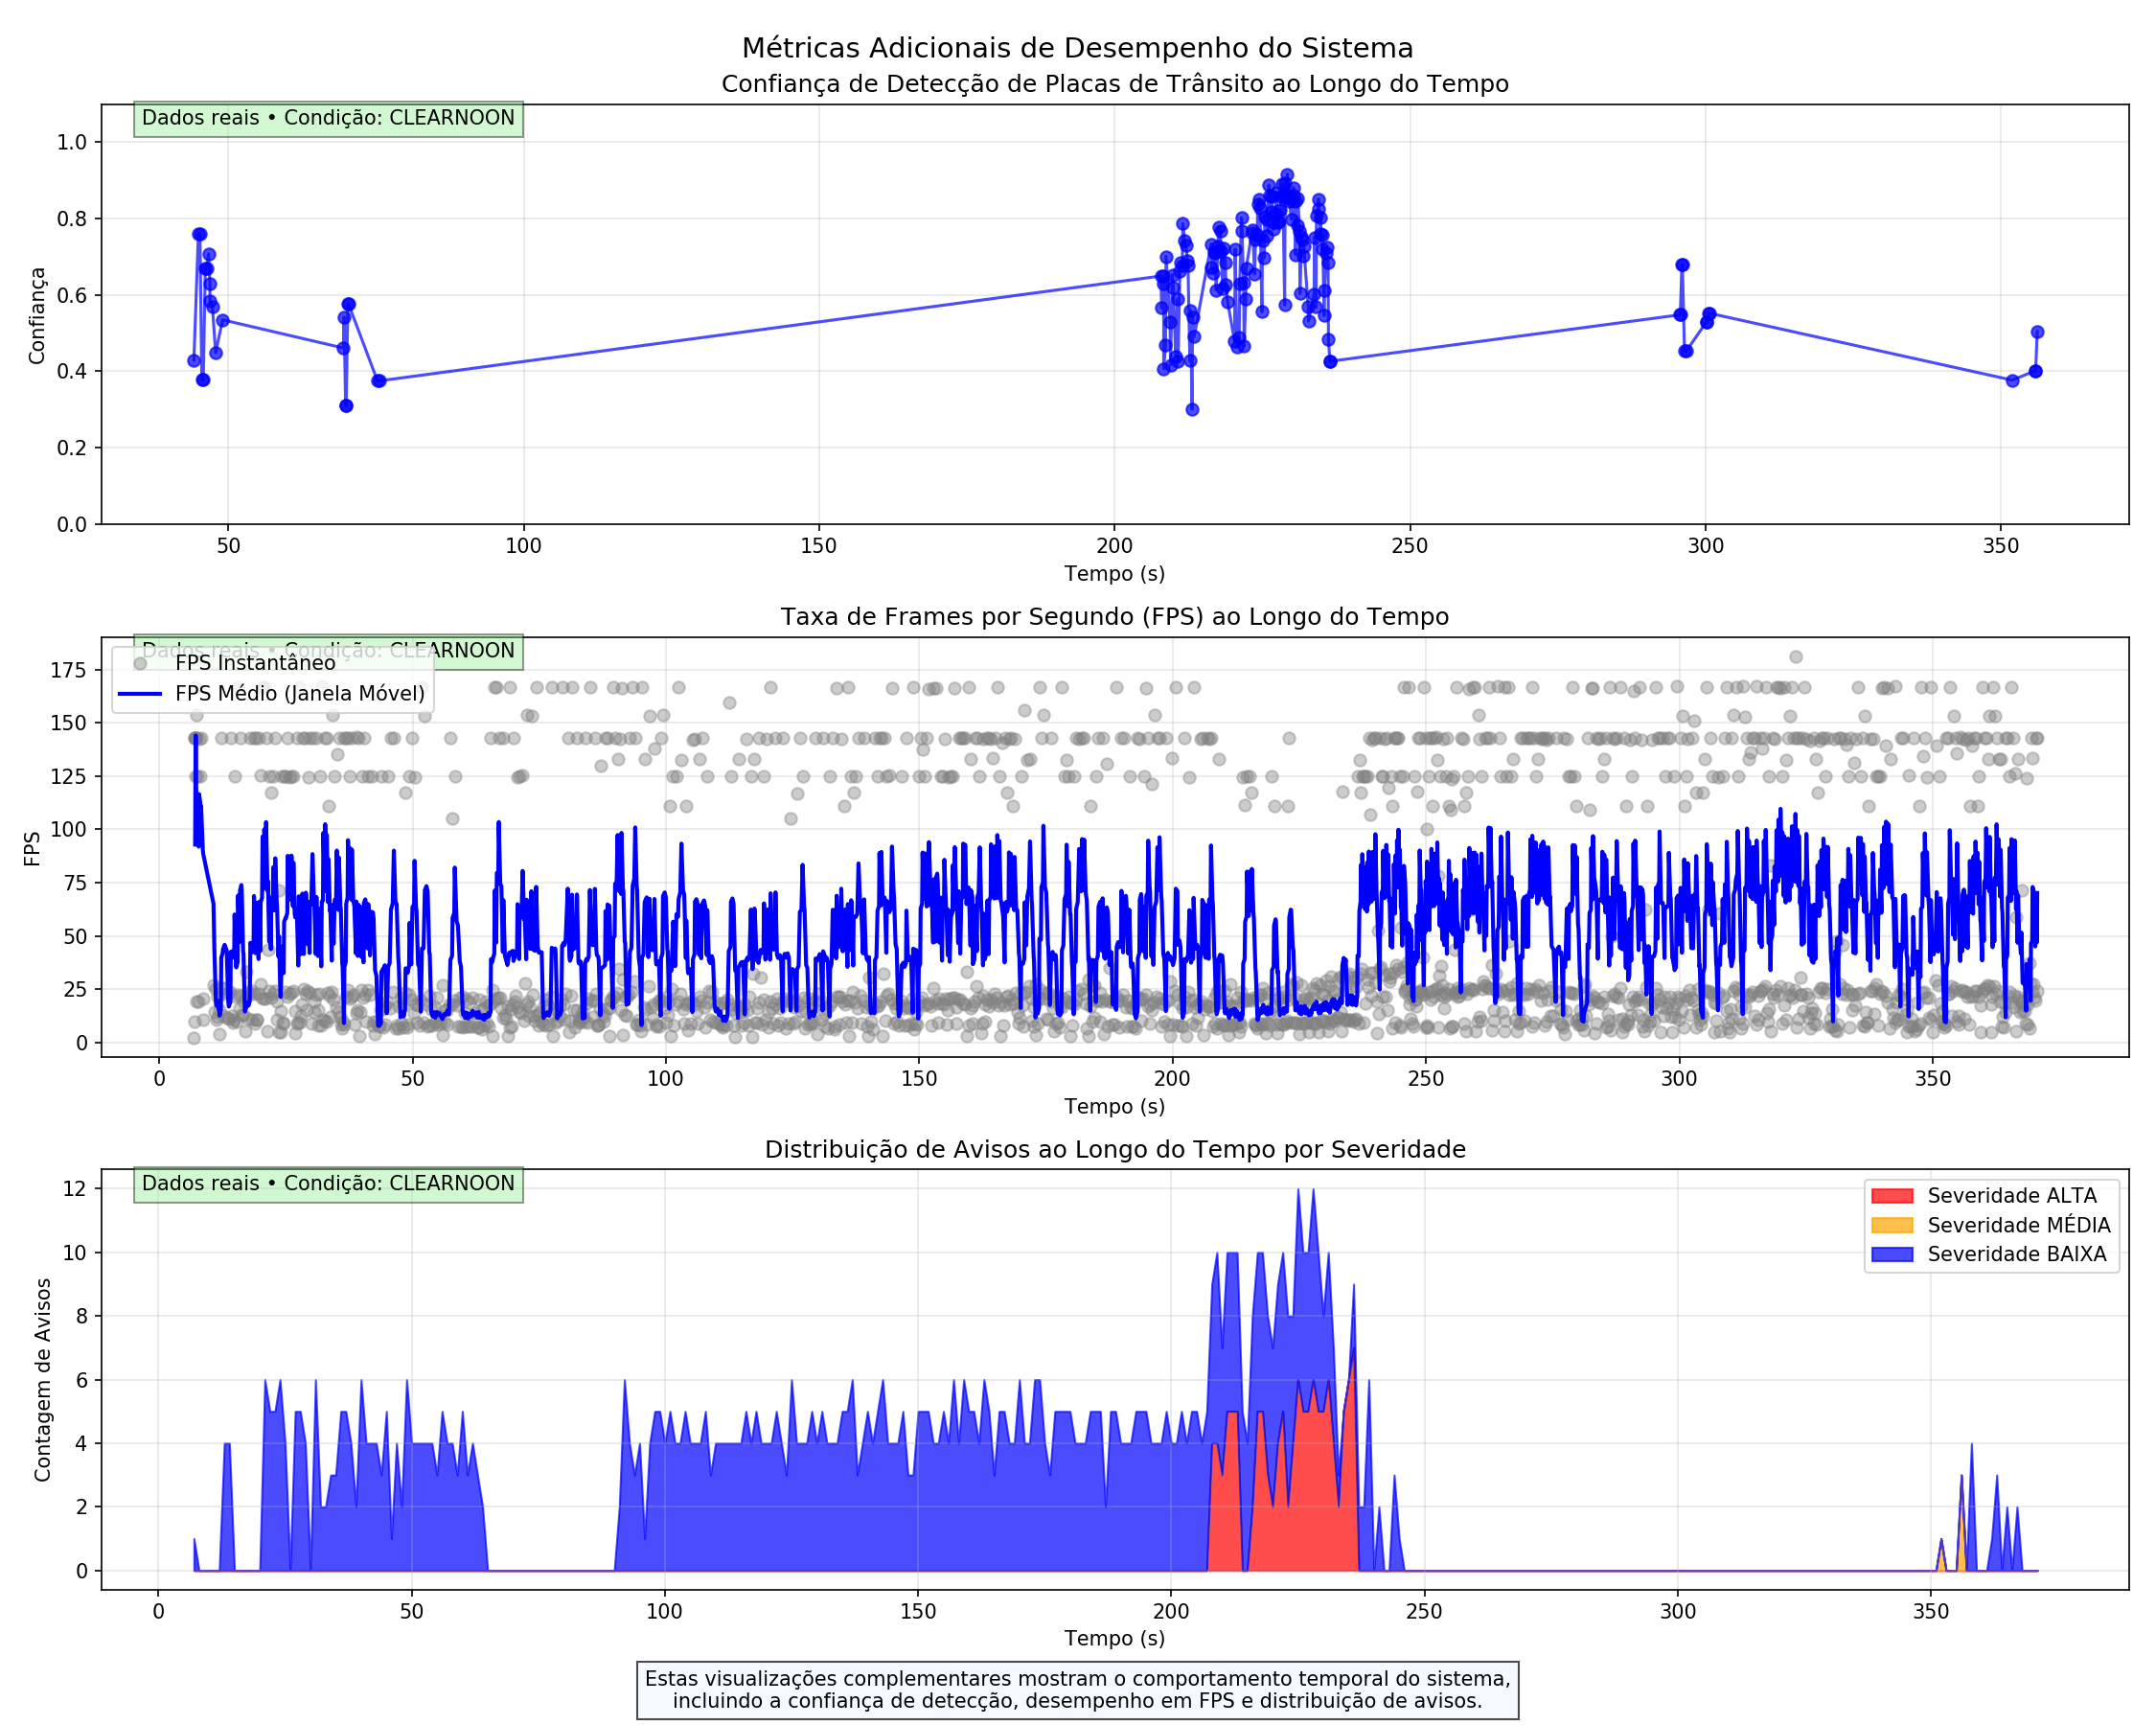 Métricas Adicionais de Desempenho do Sistema
Confiança de Detecção de Placas de Trânsito ao Longo do Tempo
Dados reais • Condição: CLEARNOON
Confiança
1.0
0.8
0.6
0.4
0.2
0.0
50 100 150 200 250 300 350
Tempo (s)
Taxa de Frames por Segundo (FPS) ao Longo do Tempo
Dados reais • Condição: CLEARNOON
FPS Instantâneo
FPS Médio (Janela Móvel)
FPS
175
150
125
100
75
50
25
0
0 50 100 150 200 250 300 350
Tempo (s)
Distribuição de Avisos ao Longo do Tempo por Severidade
Dados reais • Condição: CLEARNOON
Severidade ALTA
Severidade MÉDIA
Severidade BAIXA
Contagem de Avisos
12
10
8
6
4
2
0
0 50 100 150 200 250 300 350
Tempo (s)
Estas visualizações complementares mostram o comportamento temporal do sistema,
incluindo a confiança de detecção, desempenho em FPS e distribuição de avisos.